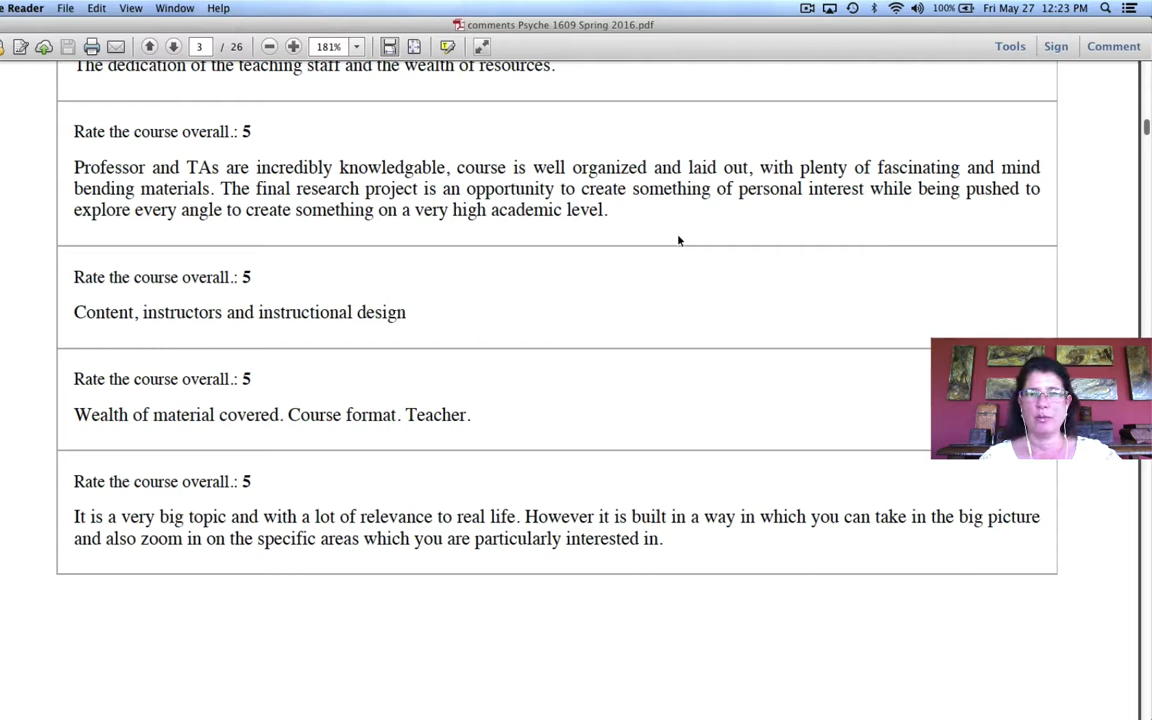 e Reader File Edit View Window Help 100% Fri May 27 12:23 PM
comments Psyche 1609 Spring 2016.pdf
3 / 26 181% Tools Sign Comment
The dedication of the teaching staff and the wealth of resources.
Rate the course overall.: 5
Professor and TAs are incredibly knowledgable, course is well organized and laid out, with plenty of fascinating and mind
bending materials. The final research project is an opportunity to create something of personal interest while being pushed to
explore every angle to create something on a very high academic level.
Rate the course overall.: 5
Content, instructors and instructional design
Rate the course overall.: 5
Wealth of material covered. Course format. Teacher.
Rate the course overall.: 5
It is a very big topic and with a lot of relevance to real life. However it is built in a way in which you can take in the big picture
and also zoom in on the specific areas which you are particularly interested in.